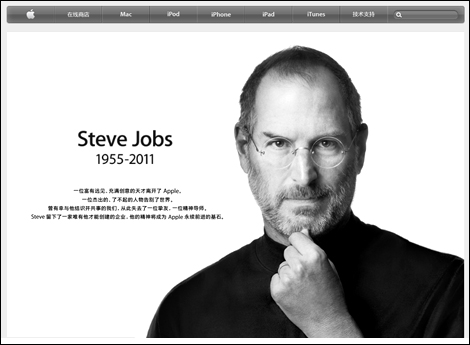 在线商店 Mac iPod iPhone iPad iTunes 技术支持
Steve Jobs
1955-2011
一位富有远见、充满创意的天才离开了 Apple。
一位杰出的、了不起的人物告别了世界。
曾有幸与他结识并共事的我们，从此失去了一位挚友、一位精神导师。
Steve 留下了一家唯有他才能创建的企业，他的精神将成为 Apple 永续前进的基石。